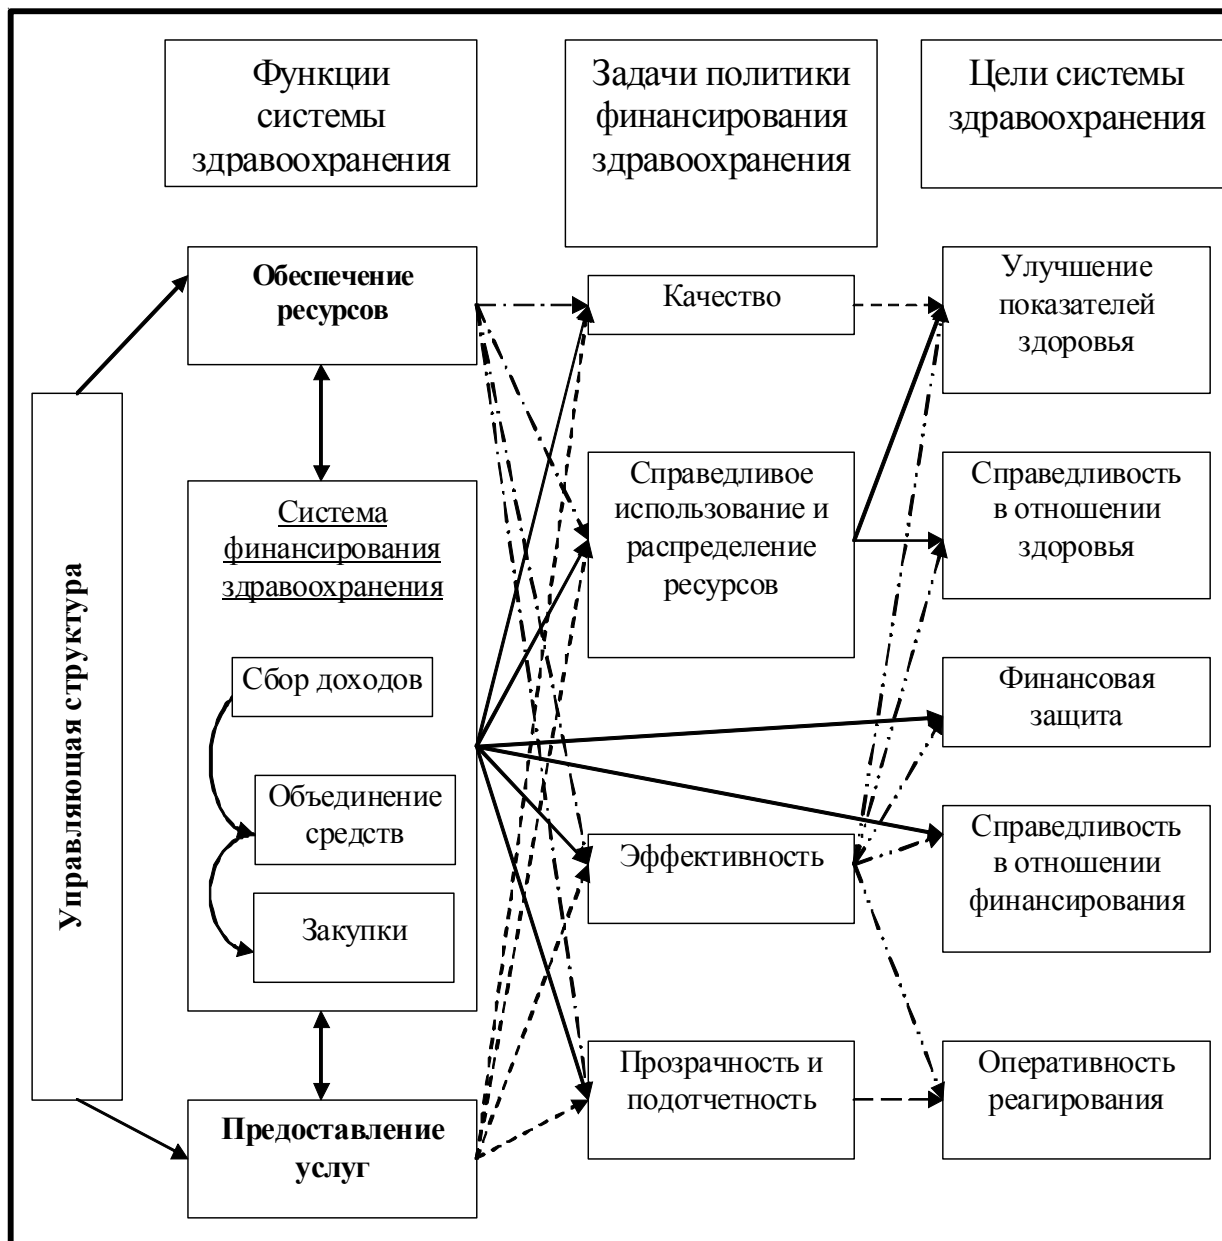 Функции
системы
здравоохранения
Задачи политики
финансирования
здравоохранения
Цели системы
здравоохранения
Управляющая структура
Обеспечение
ресурсов
Система
финансирования
здравоохранения
Сбор доходов
Объединение
средств
Закупки
Предоставление
услуг
Качество
Справедливое
использование и
распределение
ресурсов
Эффективность
Прозрачность и
подотчетность
Улучшение
показателей
здоровья
Справедливость
в отношении
здоровья
Финансовая
защита
Справедливость
в отношении
финансирования
Оперативность
реагирования